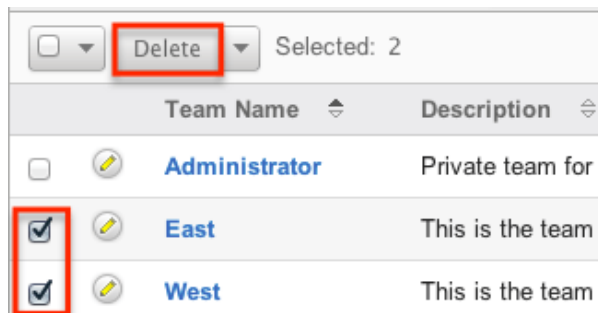 Delete Selected: 2
Team Name Description
Administrator Private team for
East This is the team
West This is the team